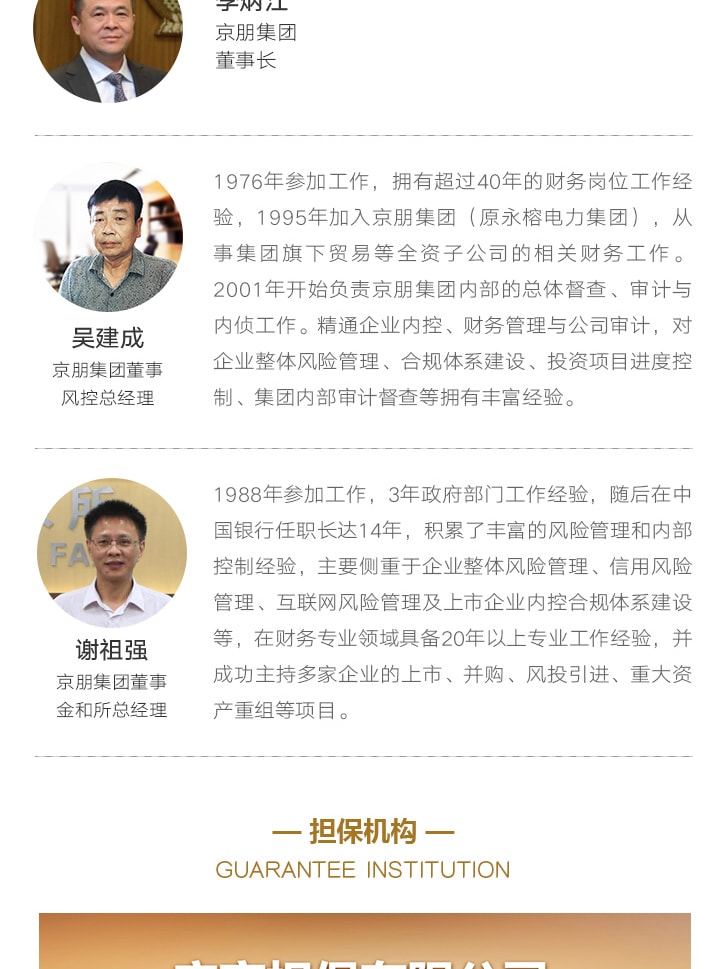 京朋集团
董事长
1976年参加工作，拥有超过40年的财务岗位工作经
验，1995年加入京朋集团（原永榕电力集团），从
事集团旗下贸易等全资子公司的相关财务工作。
2001年开始负责京朋集团内部的总体督查、审计与
内侦工作。精通企业内控、财务管理与公司审计，对
企业整体风险管理、合规体系建设、投资项目进度控
制、集团内部审计督查等拥有丰富经验。
吴建成
京朋集团董事
风控总经理
1988年参加工作，3年政府部门工作经验，随后在中
国银行任职长达14年，积累了丰富的风险管理和内部
控制经验，主要侧重于企业整体风险管理、信用风险
管理、互联网风险管理及上市企业内控合规体系建设
等，在财务专业领域具备20年以上专业工作经验，并
成功主持多家企业的上市、并购、风投引进、重大资
产重组等项目。
所
FA
谢祖强
京朋集团董事
金和所总经理
— 担保机构 —
GUARANTEE INSTITUTION